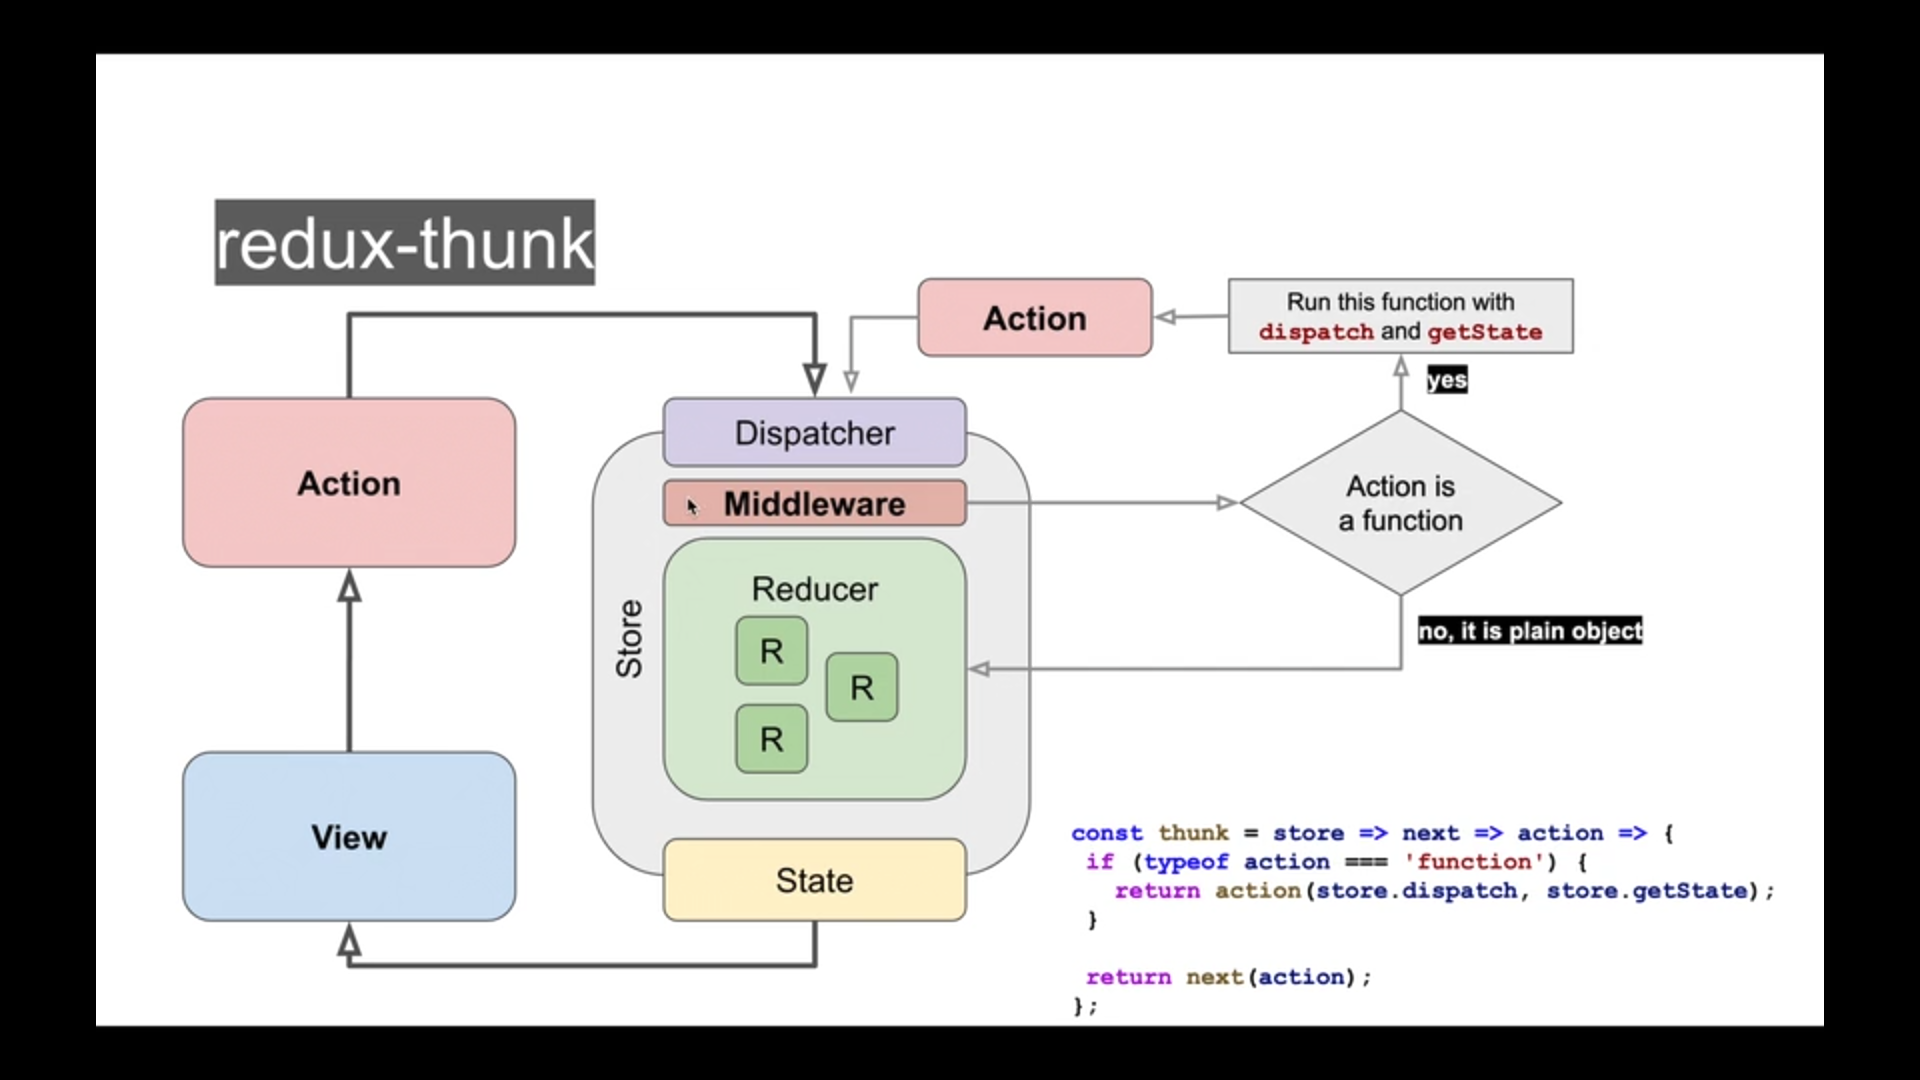 redux-thunk
Action
Run this function with
dispatch and getState
yes
Dispatcher
Action
Middleware
Action is
a function
Reducer
R
R
R
Store
no, it is plain object
View
State
const thunk = store => next => action => {
if (typeof action === 'function') {
return action(store.dispatch, store.getState);
}
return next(action);
};